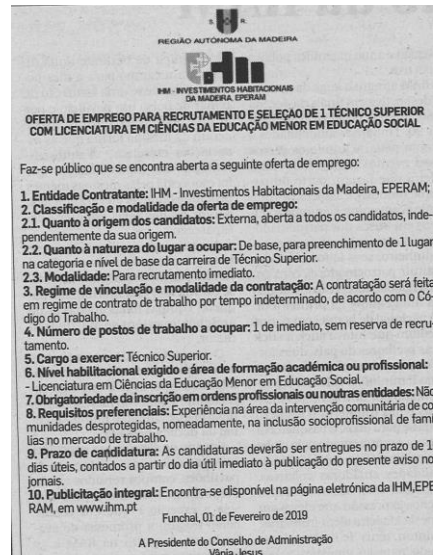 S. R.
REGIÃO AUTÓNOMA DA MADEIRA
IHM - INVESTIMENTOS HABITACIONAIS
DA MADEIRA, EPERAM
OFERTA DE EMPREGO PARA RECRUTAMENTO E SELEÇAO DE 1 TÉCNICO SUPERIOR
COM LICENCIATURA EM CIÊNCIAS DA EDUCAÇÃO MENOR EM EDUCAÇÃO SOCIAL
Faz-se público que se encontra aberta a seguinte oferta de emprego:
1. Entidade Contratante: IHM - Investimentos Habitacionais da Madeira, EPERAM;
2. Classificação e modalidade da oferta de emprego:
2.1. Quanto à origem dos candidatos: Externa, aberta a todos os candidatos, inde-
pendentemente da sua origem.
2.2. Quanto à natureza do lugar a ocupar: De base, para preenchimento de 1 lugar
na categoria e nível de base da carreira de Técnico Superior.
2.3. Modalidade: Para recrutamento imediato.
3. Regime de vinculação e modalidade da contratação: A contratação será feita
em regime de contrato de trabalho por tempo indeterminado, de acordo com o Có-
digo do Trabalho.
4. Número de postos de trabalho a ocupar: 1 de imediato, sem reserva de recru-
tamento.
5. Cargo a exercer: Técnico Superior.
6. Nível habilitacional exigido e área de formação académica ou profissional:
- Licenciatura em Ciências da Educação Menor em Educação Social.
7. Obrigatoriedade da inscrição em ordens profissionais ou noutras entidades: Não
8. Requisitos preferenciais: Experiência na área da intervenção comunitária de co
munidades desprotegidas, nomeadamente, na inclusão socioprofissional de famí
lias no mercado de trabalho.
9. Prazo de candidatura: As candidaturas deverão ser entregues no prazo de 1
dias úteis, contados a partir do dia útil imediato à publicação do presente aviso no
jornais.
10. Publicitação integral: Encontra-se disponível na página eletrónica da IHM,EPE
RAM, em www.ihm.pt
Funchal, 01 de Fevereiro de 2019
A Presidente do Conselho de Administração
Vânia Jesus